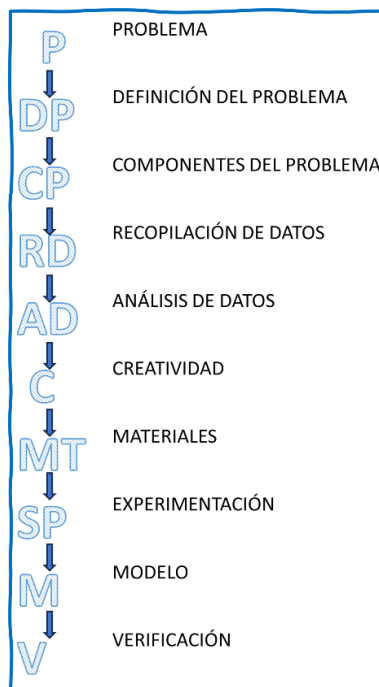 P PROBLEMA
DP DEFINICIÓN DEL PROBLEMA
CP COMPONENTES DEL PROBLEMA
RD RECOPILACIÓN DE DATOS
AD ANÁLISIS DE DATOS
C CREATIVIDAD
MT MATERIALES
SP EXPERIMENTACIÓN
M MODELO
V VERIFICACIÓN